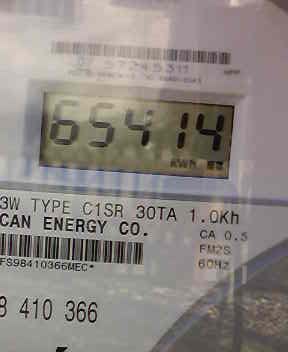 65414
KWH
3W TYPE C1SR 30TA 1.0Kh
CAN ENERGY CO.
CA 0.5
FM2S
60Hz
FS98410366MEC*
8 410 366